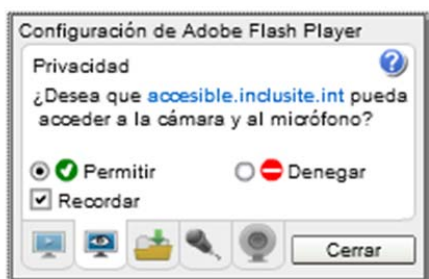 Configuración de Adobe Flash Player
Privacidad
¿Desea que accesible.inclusite.int pueda
acceder a la cámara y al micrófono?
Permitir Denegar
Recordar
Cerrar